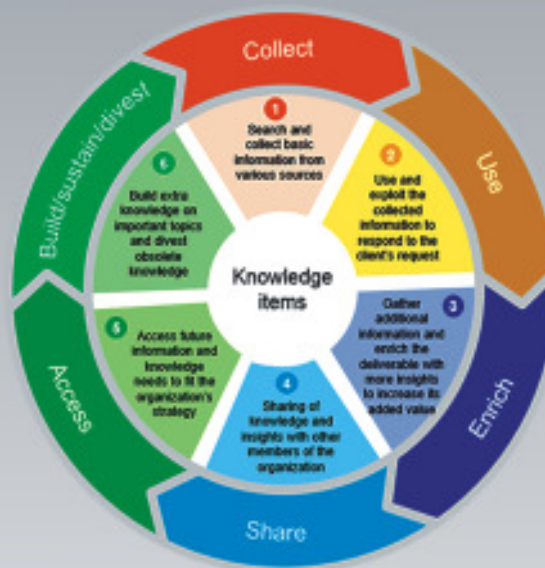 Collect
1
Search and
collect basic
information from
various sources
Use
2
Use and
exploit the
collected
information to
respond to the
client's request
Enrich
3
Gather
additional
information and
enrich the
deliverable with
more insights
to increase its
added value
Share
4
Sharing of
knowledge and
insights with other
members of the
organization
Access
5
Access future
information and
knowledge
needs to fit the
organization's
strategy
Build/sustain/divest
6
Build extra
knowledge on
important topics
and divest
obsolete
knowledge
Knowledge
items